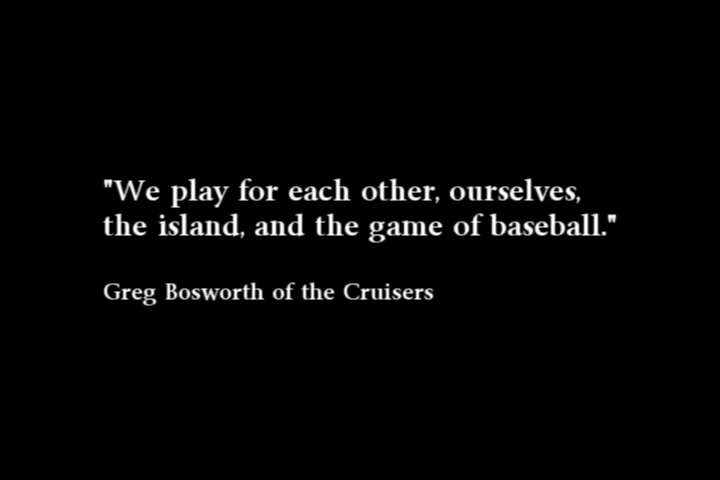 "We play for each other, ourselves,
the island, and the game of baseball."
Greg Bosworth of the Cruisers